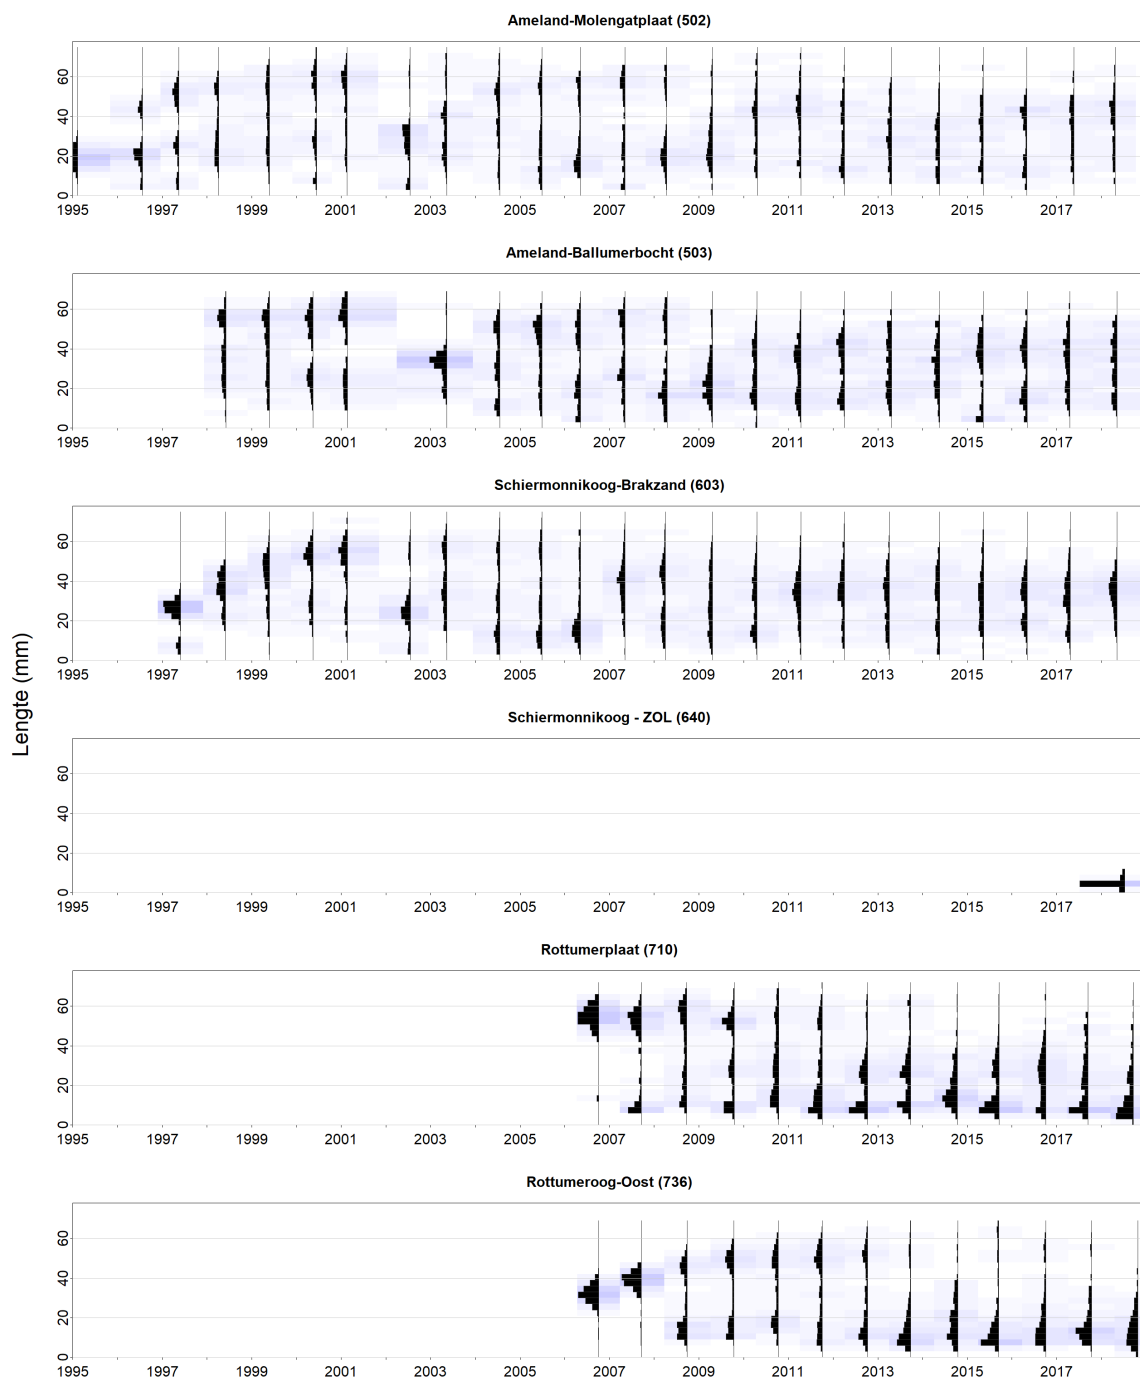 Ameland-Molengatplaat (502)
0 20 40 60
1995 1997 1999 2001 2003 2005 2007 2009 2011 2013 2015 2017
Ameland-Ballumerbocht (503)
0 20 40 60
1995 1997 1999 2001 2003 2005 2007 2009 2011 2013 2015 2017
Schiermonnikoog-Brakzand (603)
0 20 40 60
1995 1997 1999 2001 2003 2005 2007 2009 2011 2013 2015 2017
Lengte (mm)
Schiermonnikoog - ZOL (640)
0 20 40 60
1995 1997 1999 2001 2003 2005 2007 2009 2011 2013 2015 2017
Rottumerplaat (710)
0 20 40 60
1995 1997 1999 2001 2003 2005 2007 2009 2011 2013 2015 2017
Rottumeroog-Oost (736)
0 20 40 60
1995 1997 1999 2001 2003 2005 2007 2009 2011 2013 2015 2017